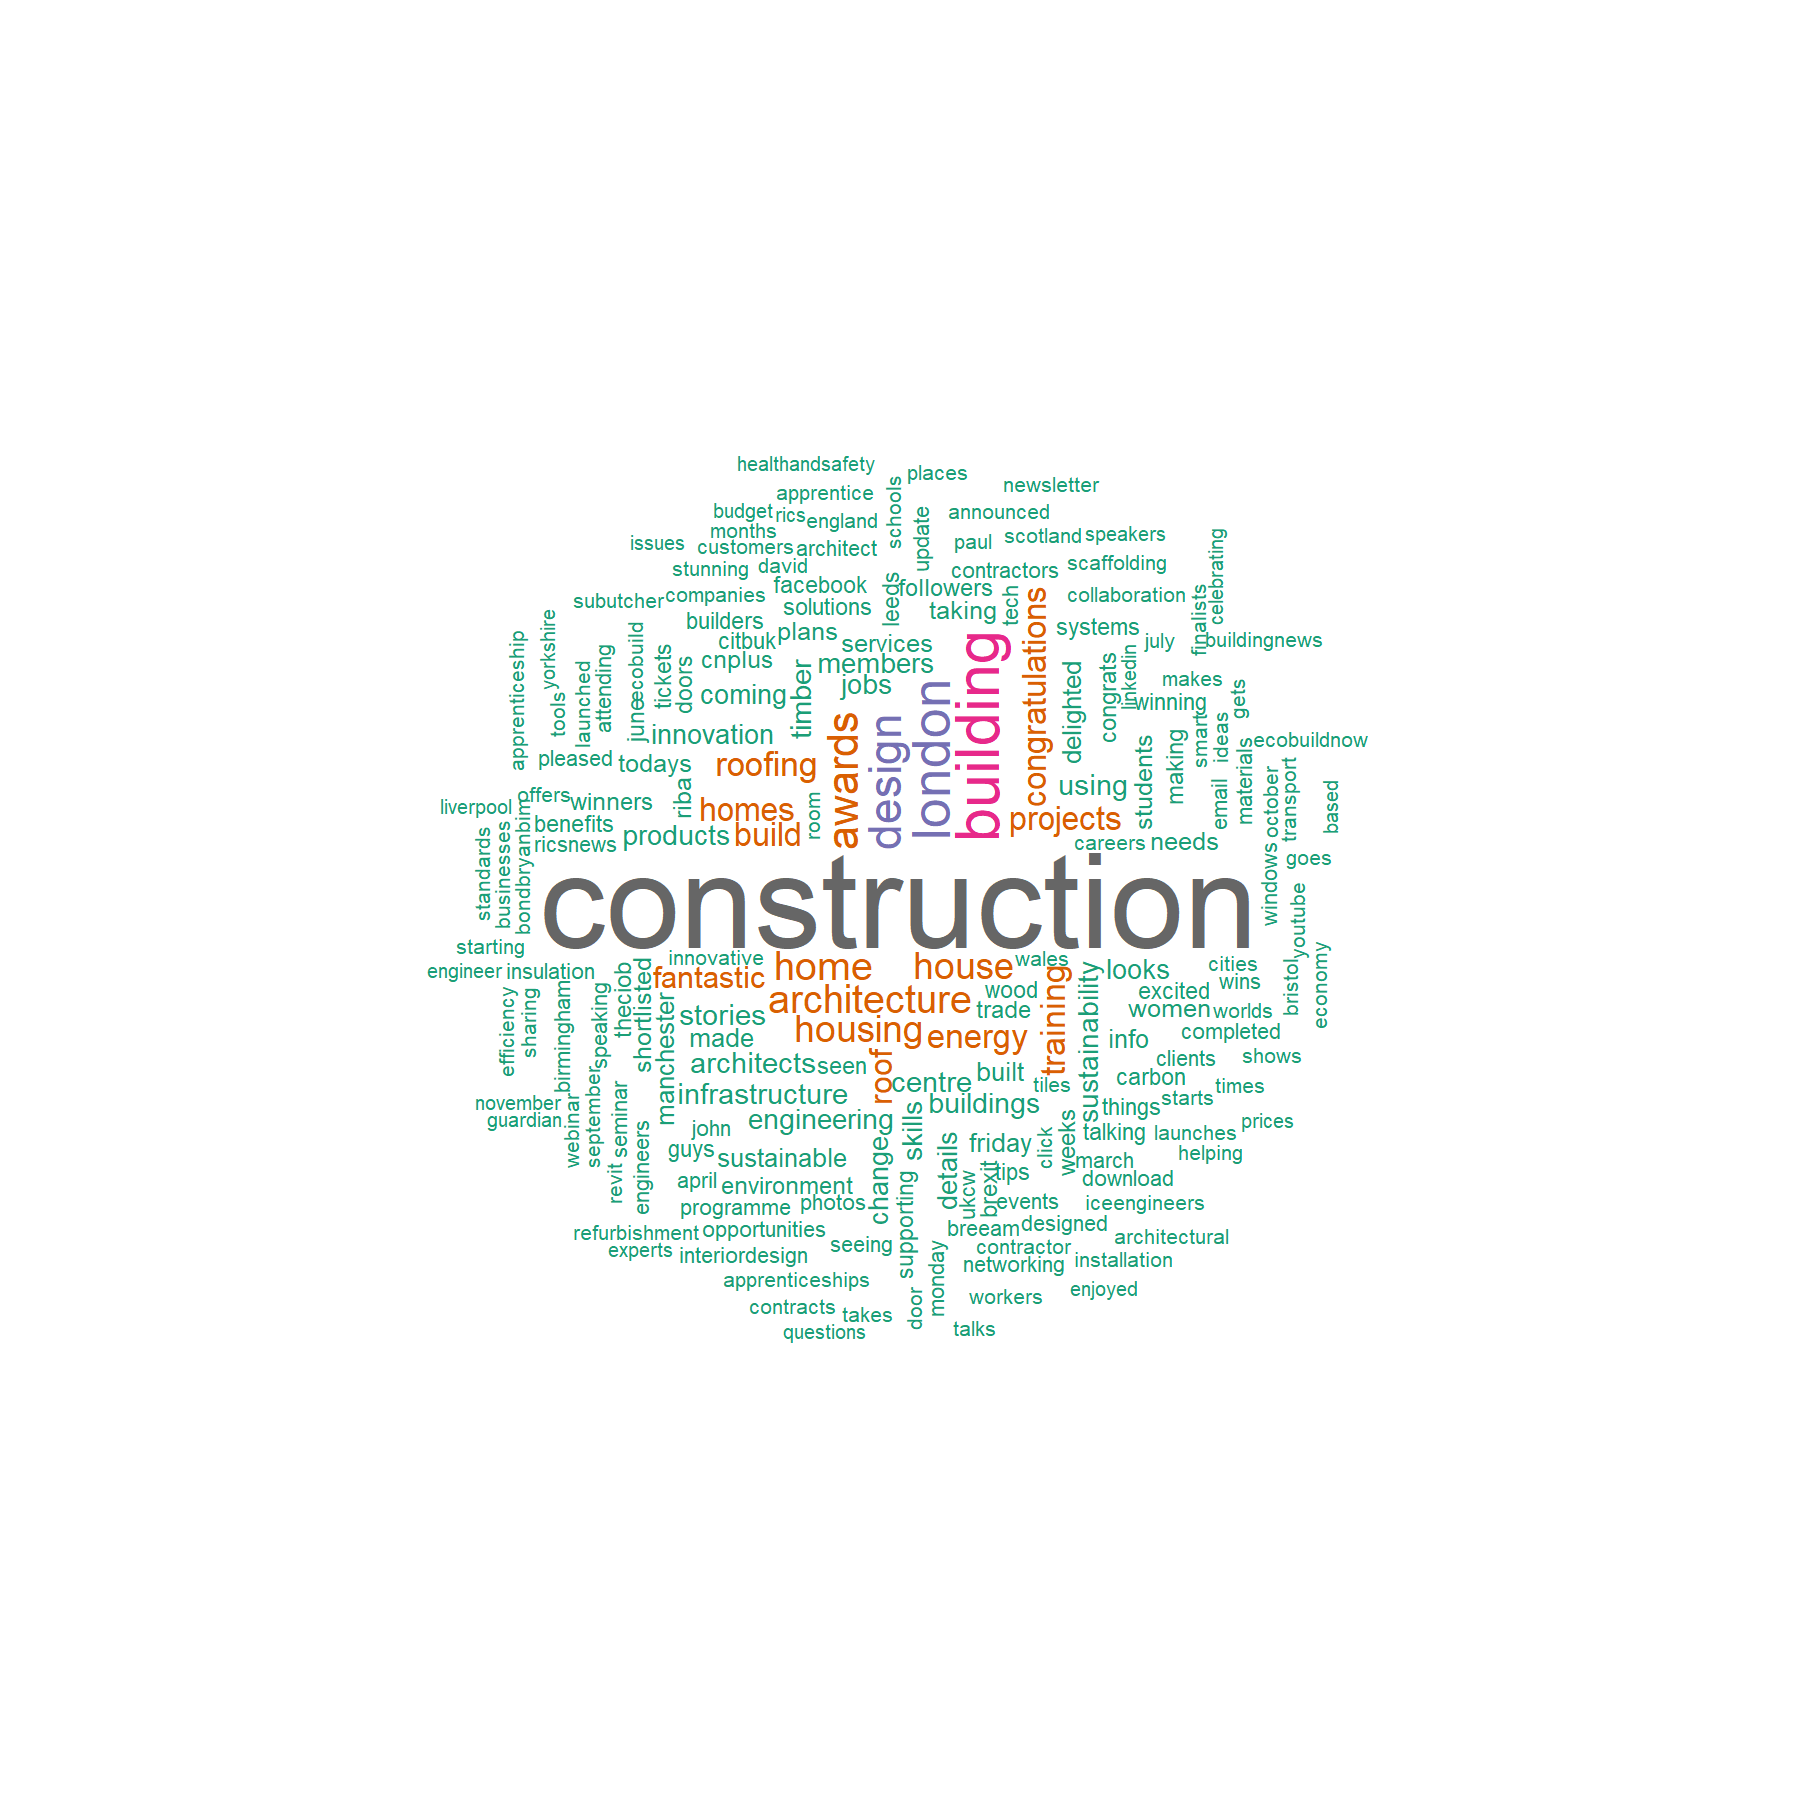 healthandsafety
places
newsletter
apprentice
schools
budget
rics
england
announced
update
months
issues
customers
architect
paul
scotland
speakers
celebrating
stunning
david
contractors
scaffolding
subutcher
companies
facebook
leeds
followers
tech
collaboration
finalists
solutions
taking
congratulations
builders
plans
systems
july
buildingnews
citbuk
services
apprenticeship
yorkshire
ecobuild
tickets
doors
cnplus
members
building
congrats
linkedin
tools
launched
attending
june
coming
timber
jobs
london
delighted
makes
winning
gets
innovation
awards
design
students
making
smart
ideas
ecobuildnow
pleased
todays
roofing
using
email
materials
october
transport
based
liverpool
offers
winners
riba
homes
room
projects
benefits
products
build
careers
needs
standards
businesses
bondbryanbim
ricsnews
windows
goes
construction
youtube
starting
innovative
wales
engineer
insulation
theciob
shortlisted
fantastic
home
house
training
sustainability
looks
cities
wins
bristol
economy
efficiency
sharing
birmingham
speaking
manchester
architecture
wood
excited
stories
trade
women
worlds
made
housing
energy
info
completed
architects
seen
roof
centre
built
tiles
clients
shows
carbon
times
infrastructure
buildings
things
starts
november
guardian
webinar
september
seminar
john
engineering
skills
friday
click
weeks
talking
launches
prices
revit
engineers
guys
sustainable
change
details
march
helping
april
environment
ukcw
brexit
tips
download
programme
photos
supporting
events
iceengineers
refurbishment
opportunities
breeam
designed
experts
interiordesign
seeing
contractor
architectural
monday
networking
installation
apprenticeships
door
workers
enjoyed
contracts
takes
questions
talks